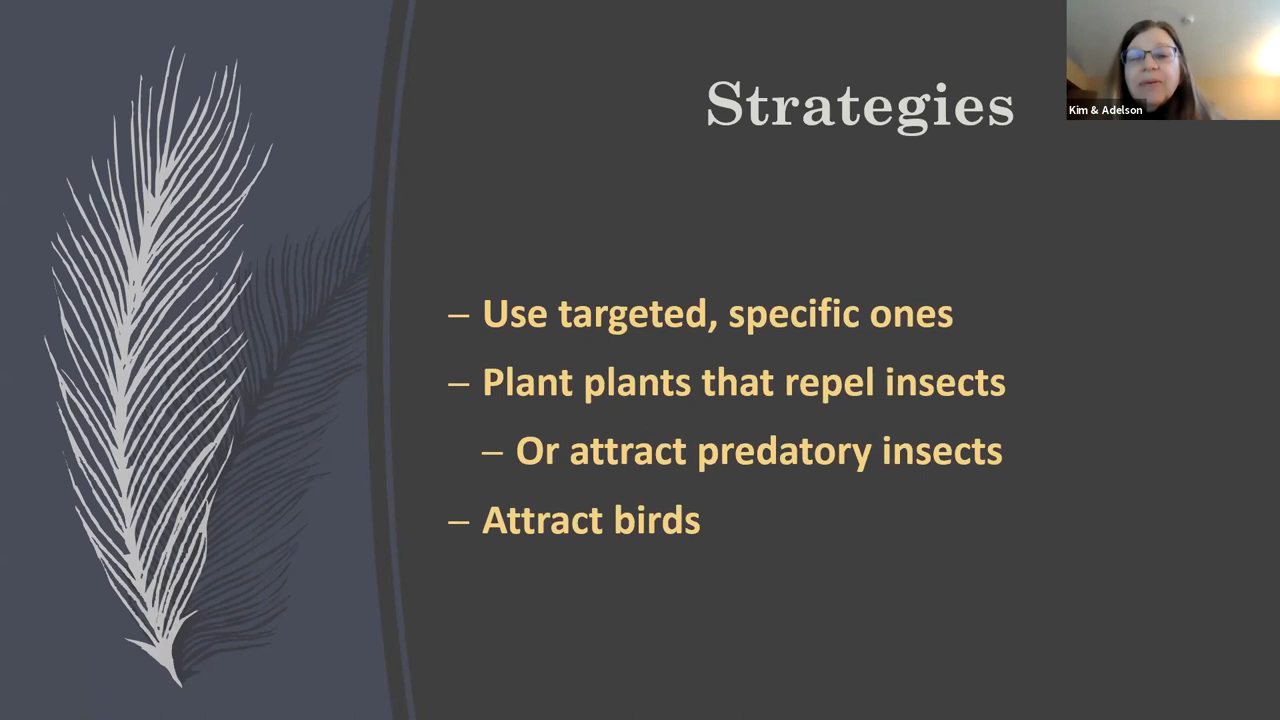 Strategies
Kim & Adelson
– Use targeted, specific ones
– Plant plants that repel insects
– Or attract predatory insects
– Attract birds